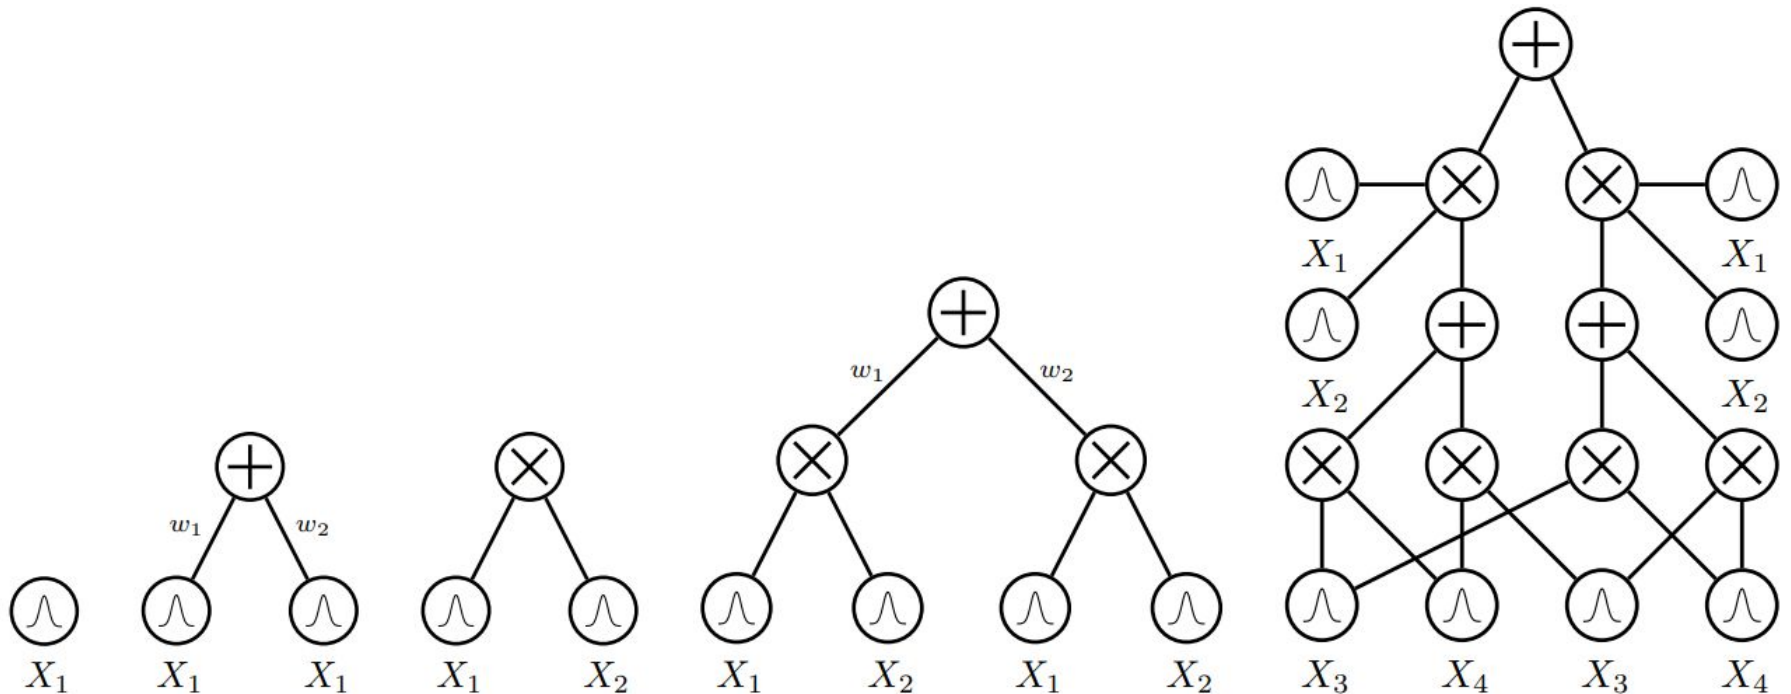 X₁ X₁
w₁ w₂
X₂ X₂
w₁ w₂
X₁ X₁ X₁ X₁ X₂ X₁ X₂ X₁ X₂ X₃ X₄ X₃ X₄